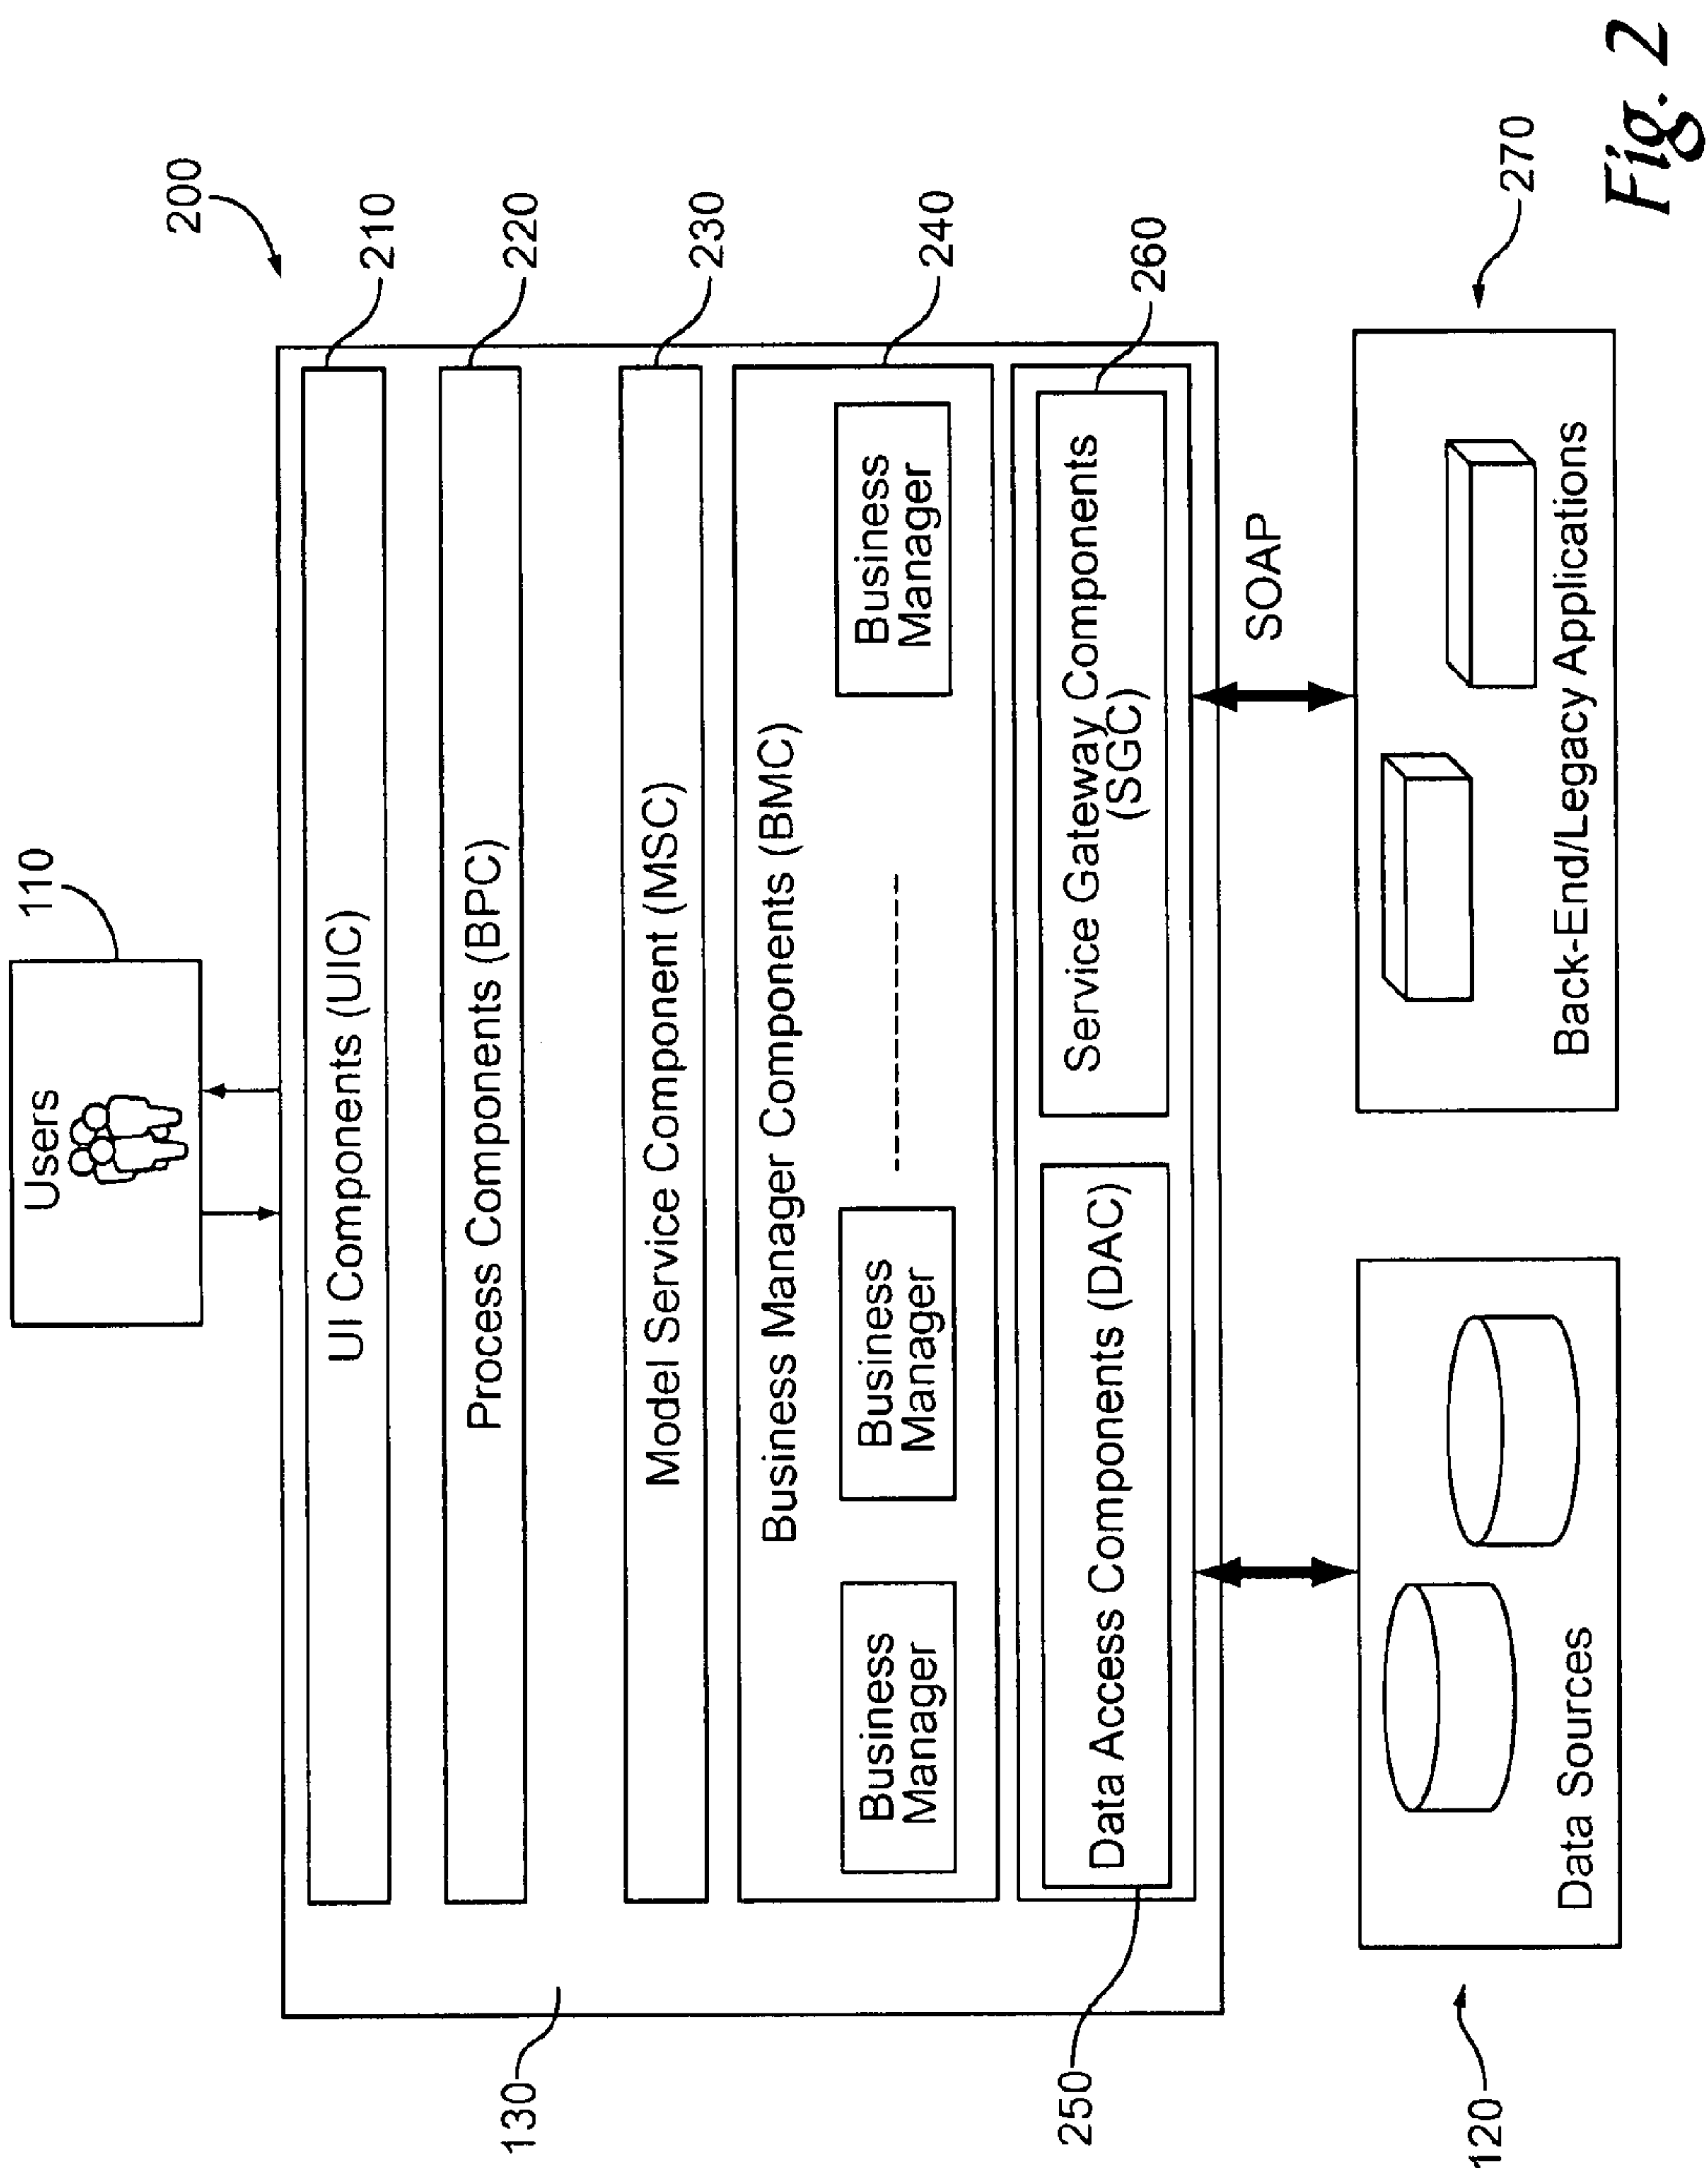 110
Users
200
UI Components (UIC)
210
Process Components (BPC)
220
130
Model Service Component (MSC)
230
Business Manager Components (BMC)
240
Business
Manager
Business
Manager
Business
Manager
Data Access Components (DAC)
250
Service Gateway Components
(SGC)
260
SOAP
Data Sources
120
Back-End/Legacy Applications
270
Fig. 2